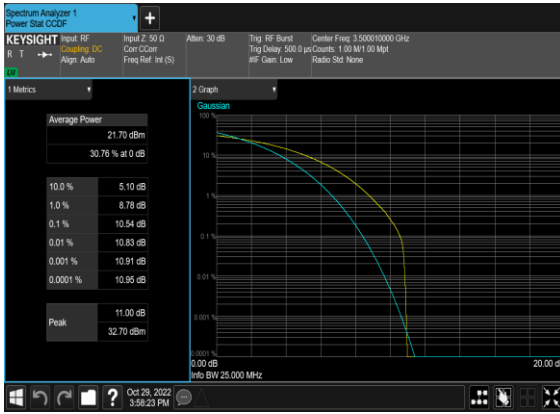 Spectrum Analyzer 1
Power Stat CCDF
KEYSIGHT
R T
LV
Input: RF
Coupling: DC
Align: Auto
Input Z: 50 Ω
Corr CCorr
Freq Ref: Int (S)
Atten: 30 dB
Trig: RF Burst
Trig Delay: 500.0 µs
#IF Gain: Low
Center Freq: 3.500010000 GHz
Counts: 1.00 M/1.00 Mpt
Radio Std: None
1 Metrics
Average Power
21.70 dBm
30.76 % at 0 dB
10.0 % 5.10 dB
1.0 % 8.78 dB
0.1 % 10.54 dB
0.01 % 10.83 dB
0.001 % 10.91 dB
0.0001 % 10.95 dB
Peak
11.00 dB
32.70 dBm
2 Graph
Gaussian
100 %
10 %
1 %
0.1 %
0.01 %
0.001 %
0.0001 %
0.00 dB
20.00 d
Info BW 25.000 MHz
Oct 29, 2022
3:58:23 PM